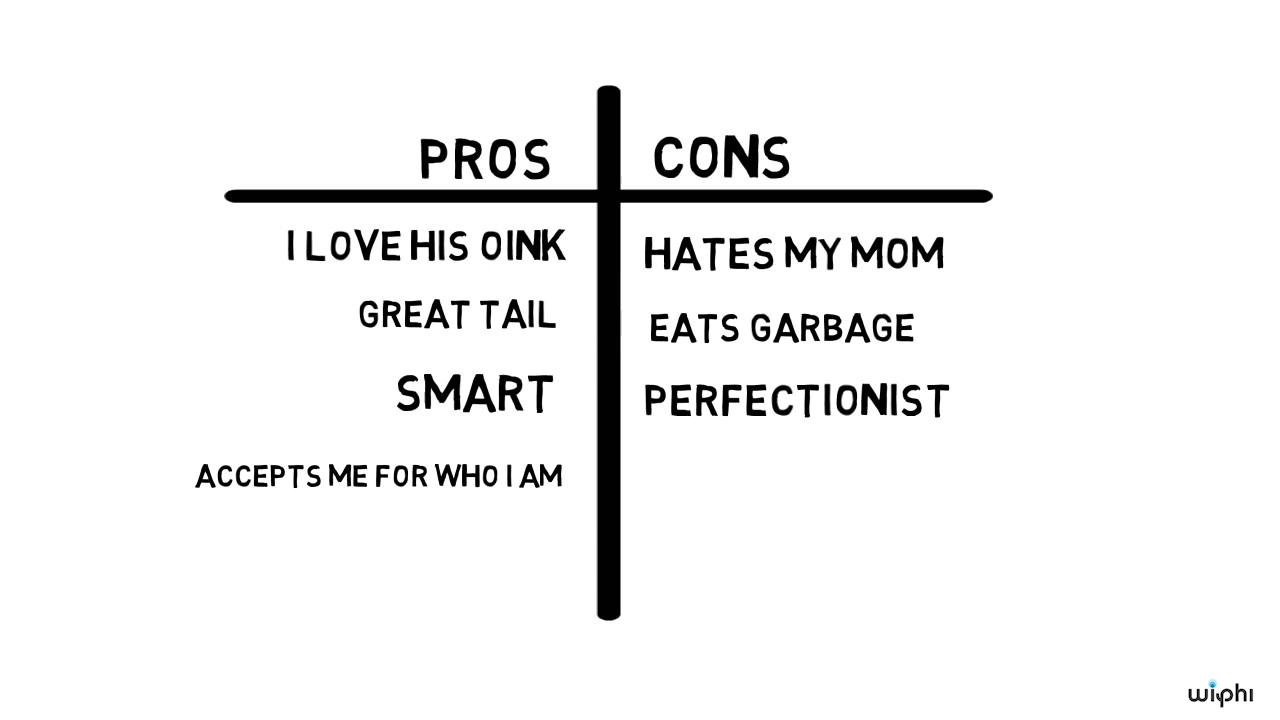 PROS
CONS
I LOVE HIS OINK
GREAT TAIL
SMART
ACCEPTS ME FOR WHO I AM
HATES MY MOM
EATS GARBAGE
PERFECTIONIST
wiphi